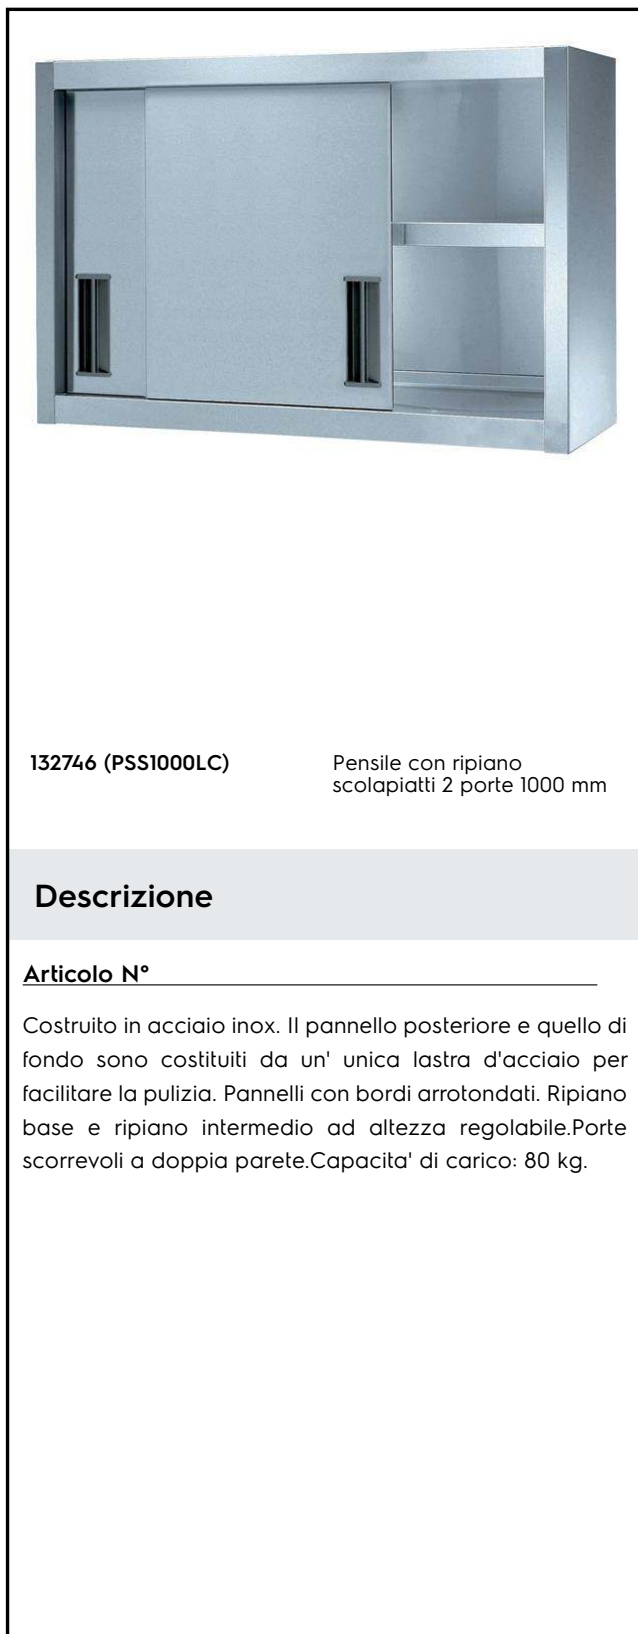 132746 (PSS1000LC)
Pensile con ripiano
scolapiatti 2 porte 1000 mm
Descrizione
Articolo N°
Costruito in acciaio inox. Il pannello posteriore e quello di
fondo sono costituiti da un' unica lastra d'acciaio per
facilitare la pulizia. Pannelli con bordi arrotondati. Ripiano
base e ripiano intermedio ad altezza regolabile.Porte
scorrevoli a doppia parete.Capacita' di carico: 80 kg.